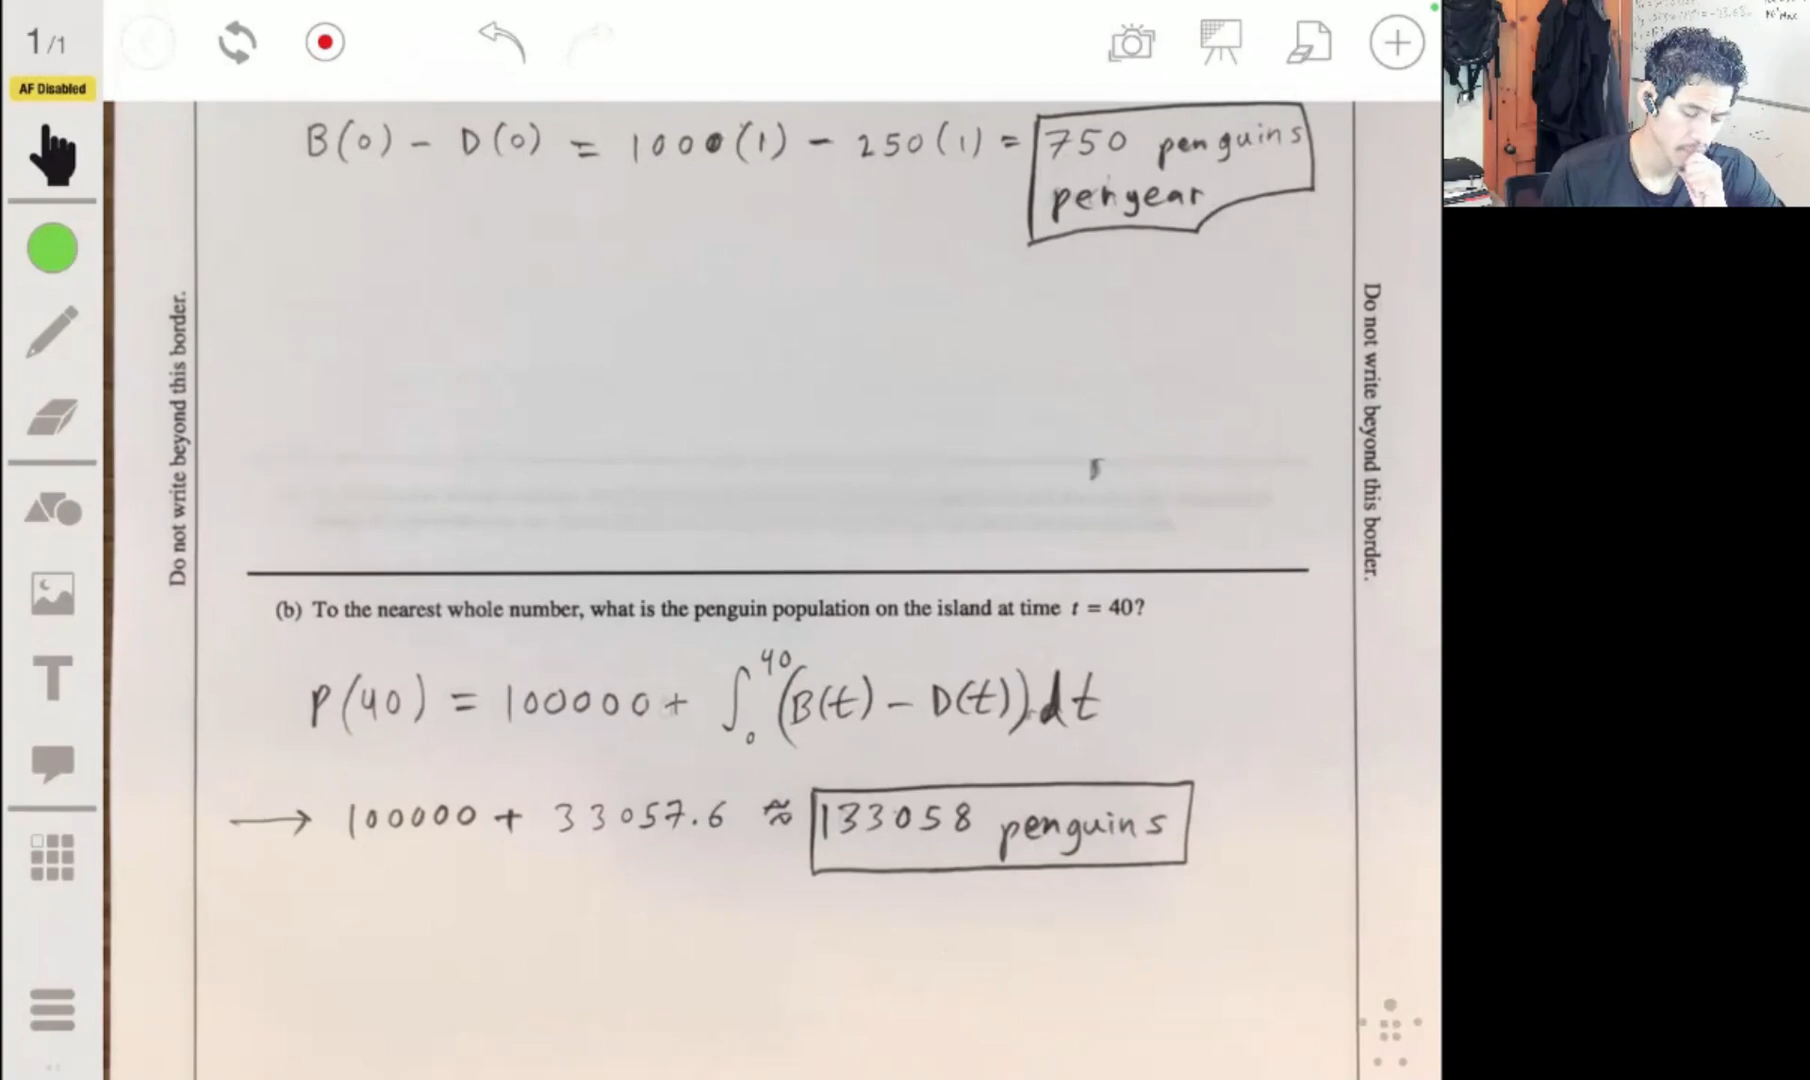 1/1
AF Disabled
B(0) - D(0) = 1000(1) - 250(1) = 750 penguins
per year
Do not write beyond this border.
Do not write beyond this border.
(b) To the nearest whole number, what is the penguin population on the island at time t = 40?
P(40) = 100000 + ∫₀⁴⁰ (B(t) - D(t)) dt
→ 100000 + 33057.6 ≈ 133058 penguins
T